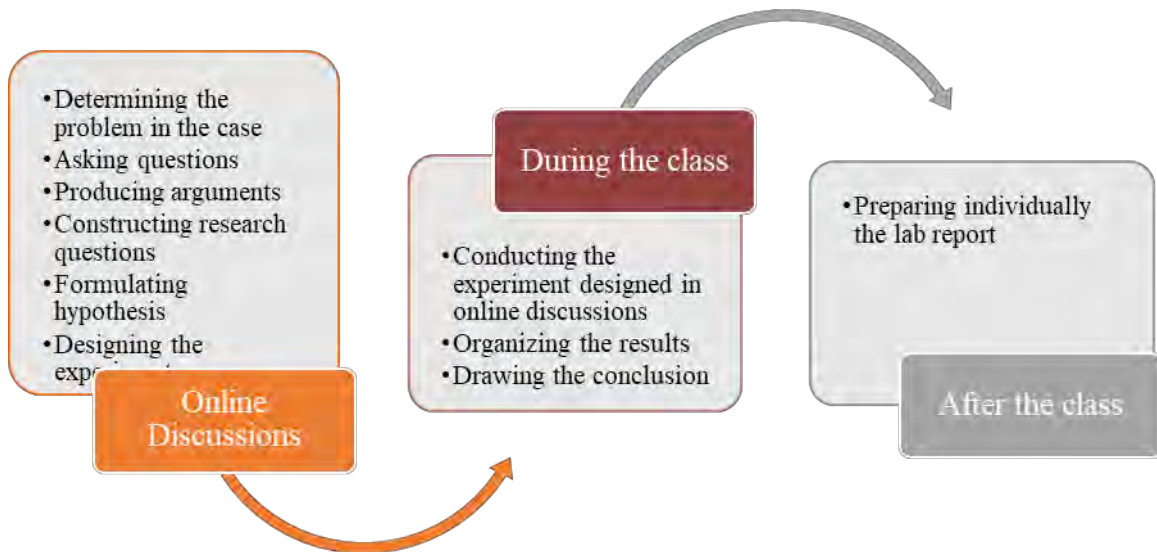 •Determining the
problem in the case
•Asking questions
•Producing arguments
•Constructing research
questions
•Formulating
hypothesis
•Designing the
Online
Discussions
During the class
•Conducting the
experiment designed in
online discussions
•Organizing the results
•Drawing the conclusion
•Preparing individually
the lab report
After the class